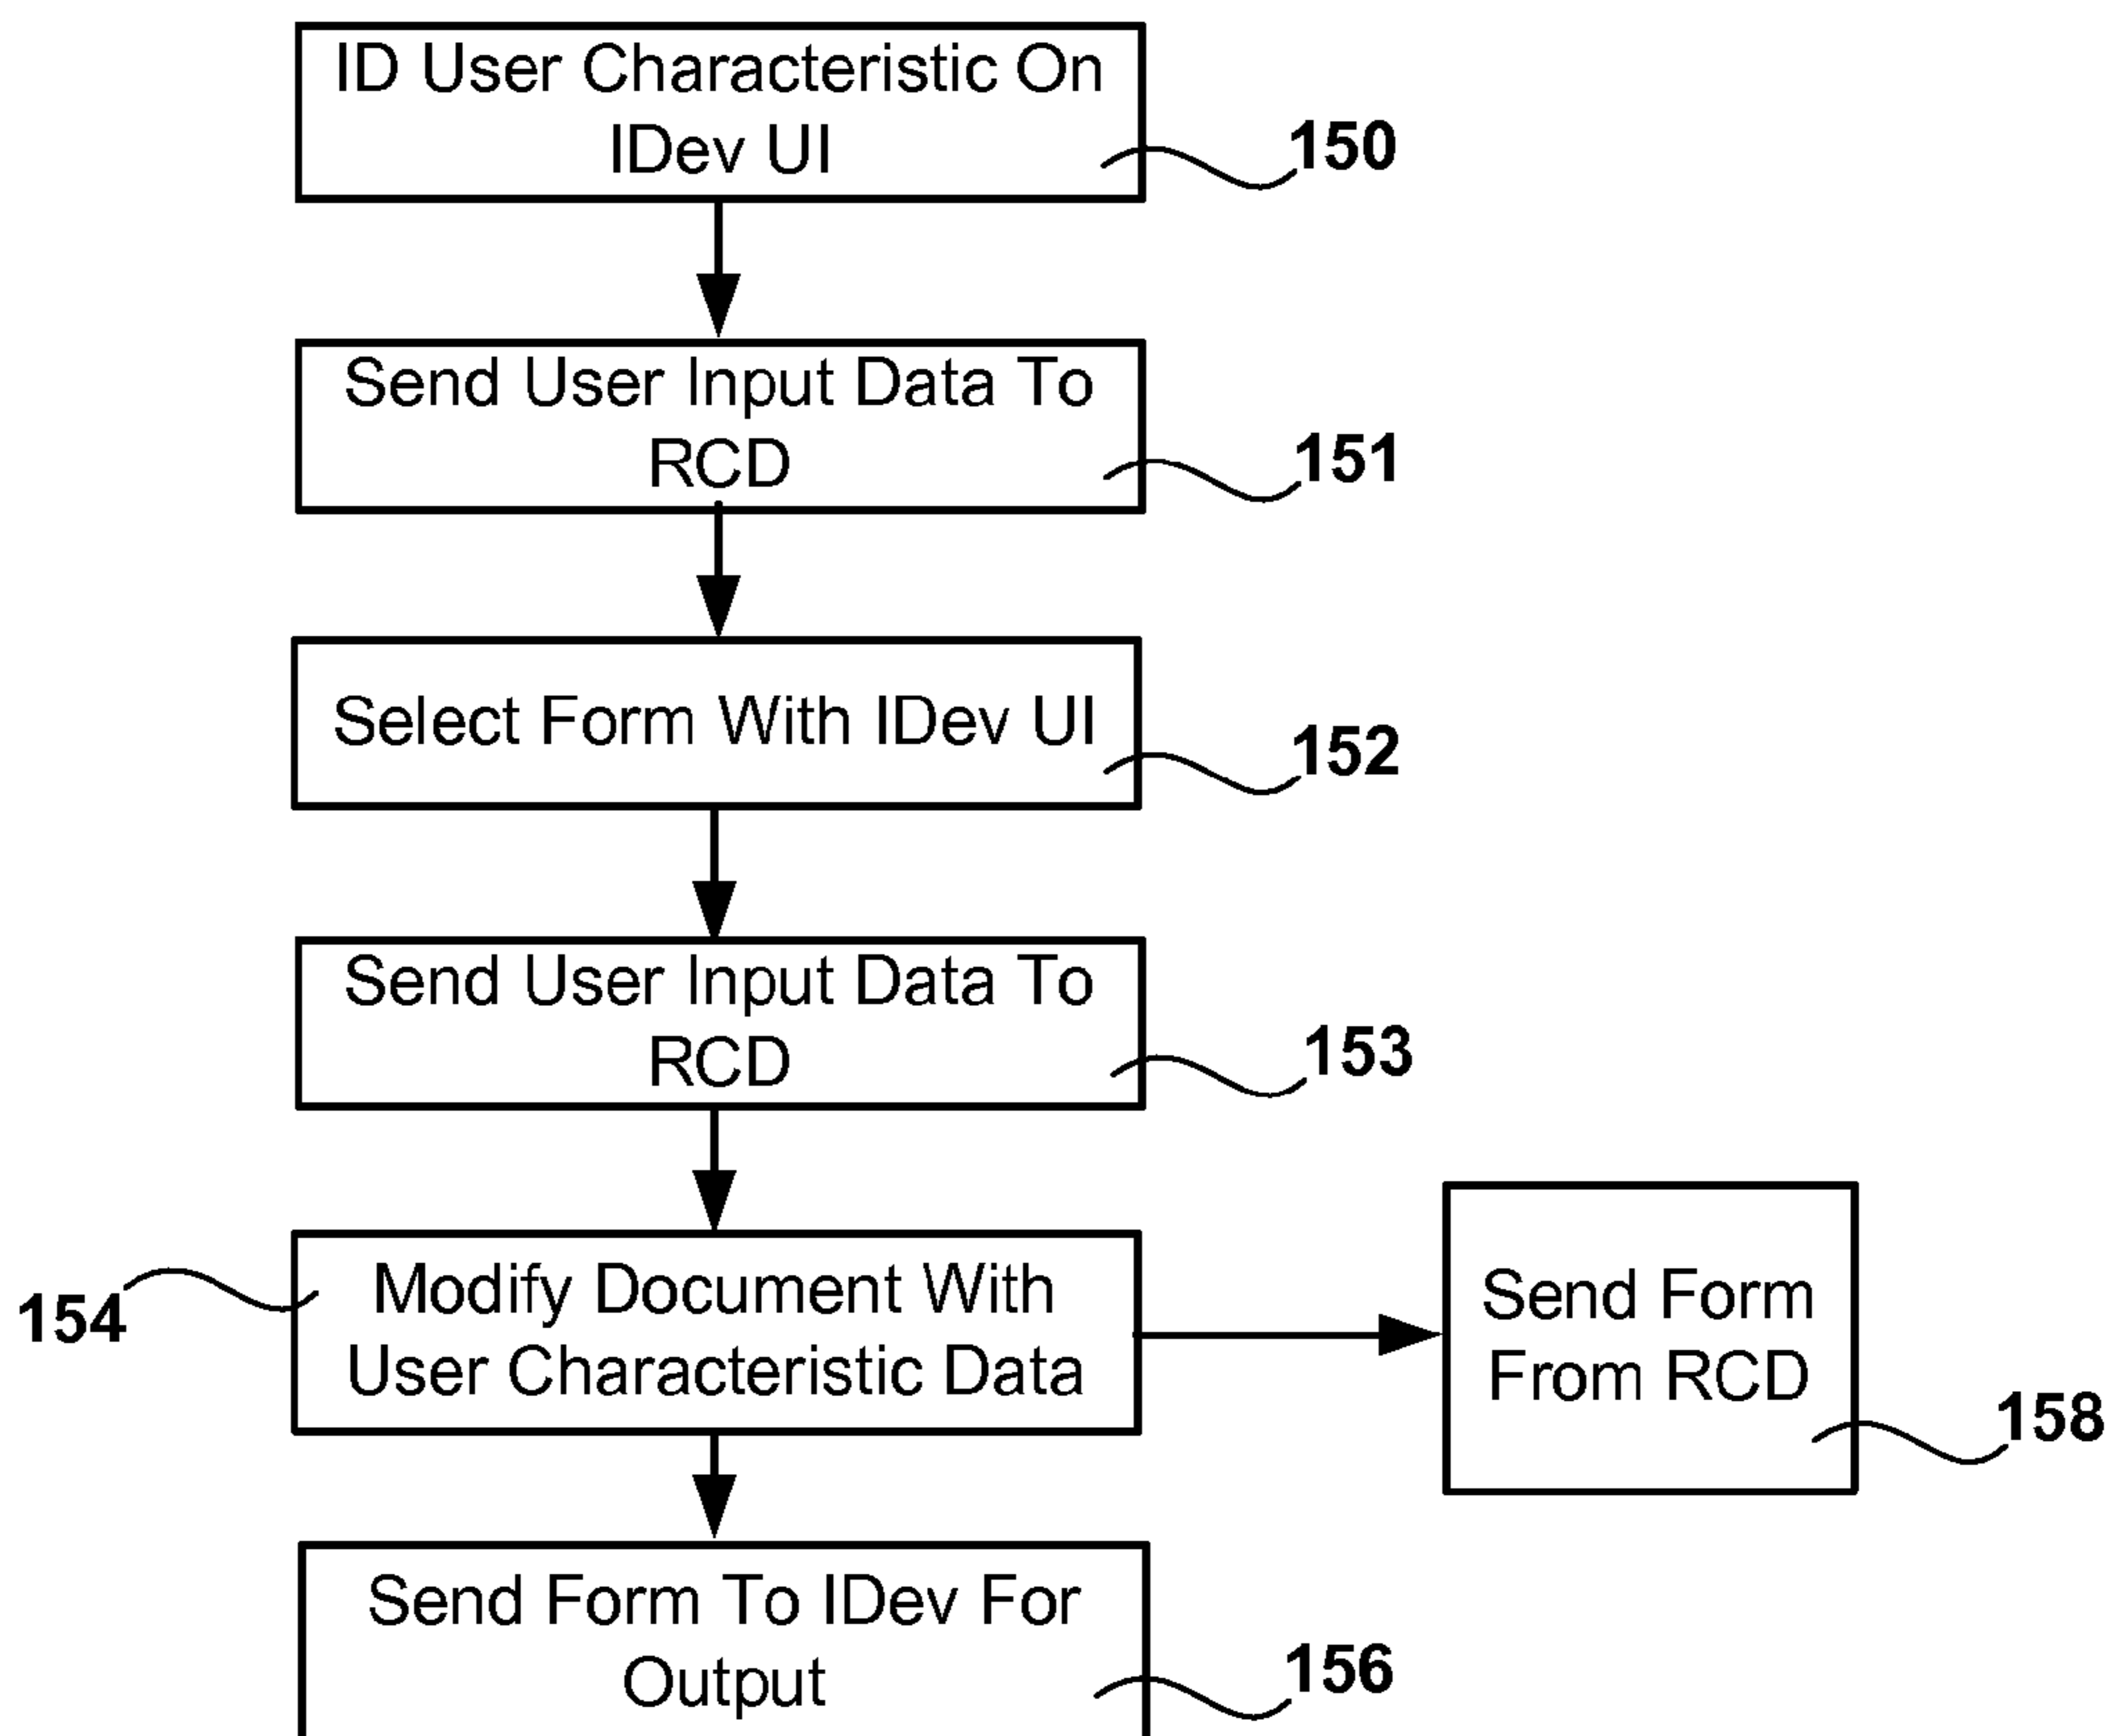 ID User Characteristic On
IDev UI
150
Send User Input Data To
RCD
151
Select Form With IDev UI
152
Send User Input Data To
RCD
153
154
Modify Document With
User Characteristic Data
Send Form
From RCD
158
Send Form To IDev For
Output
156